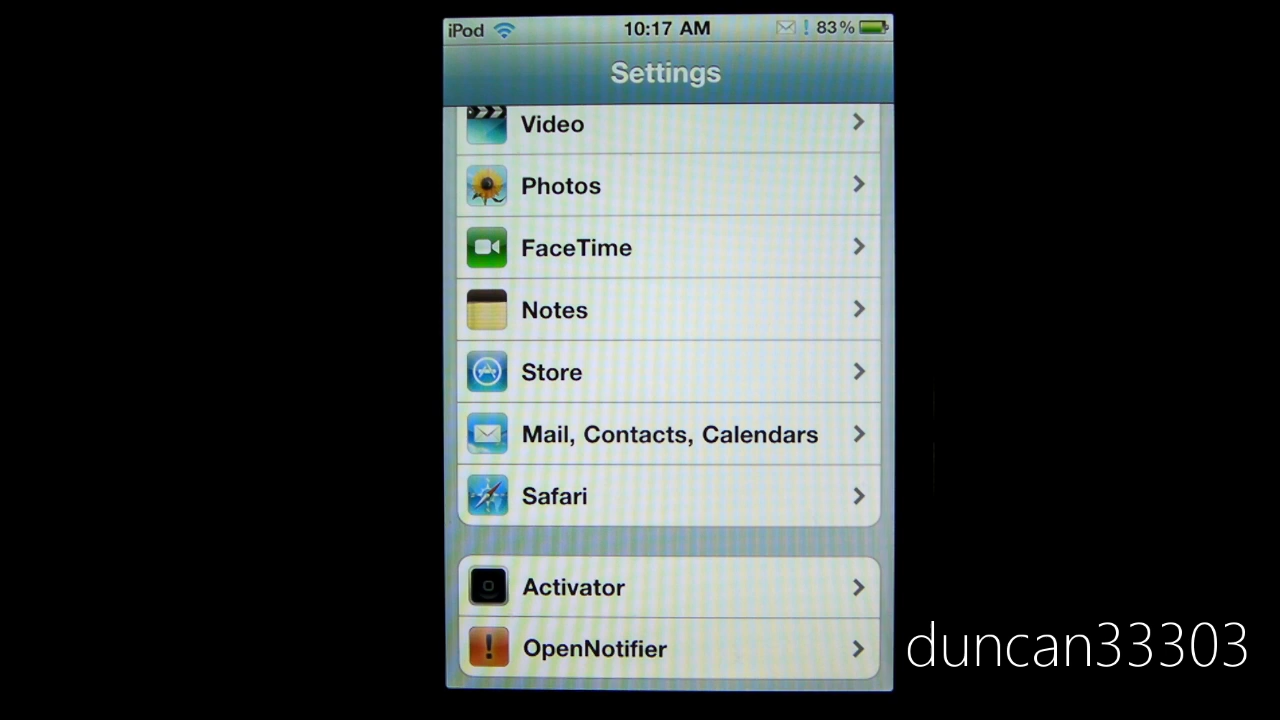 iPod 10:17 AM 83%
Settings
Video
Photos
FaceTime
Notes
Store
Mail, Contacts, Calendars
Safari
Activator
OpenNotifier
duncan33303